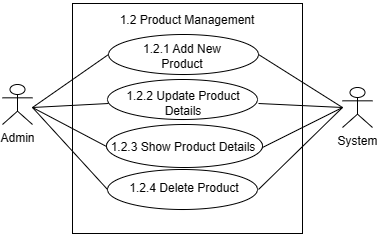 1.2 Product Management
1.2.1 Add New
Product
1.2.2 Update Product
Details
Admin
System
1.2.3 Show Product Details
1.2.4 Delete Product